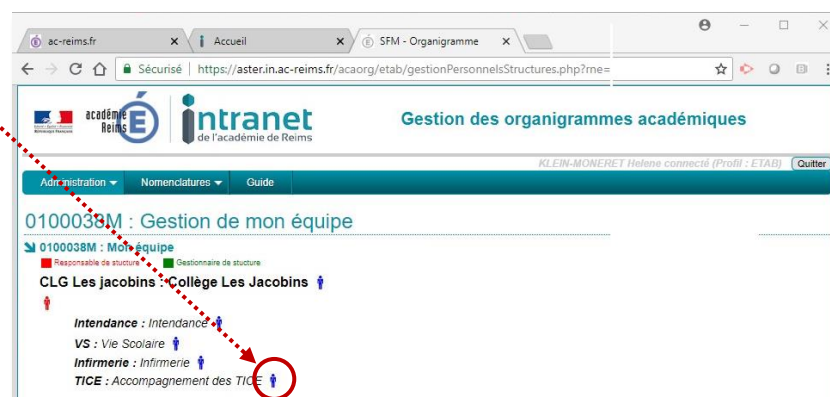 ac-reims.fr
Accueil
SFM - Organigramme
Sécurisé | https://aster.in.ac-reims.fr/acaorg/etab/gestionPersonnelsStructures.php?rne=
académie
Reims
É
intranet
de l'académie de Reims
Gestion des organigrammes académiques
KLEIN-MONERET Helene connecté (Profil : ETAB)
Quitter
Administration
Nomenclatures
Guide
0100038M : Gestion de mon équipe
0100038M : Mon équipe
Responsable de stucture
Gestionnaire de stucture
CLG Les jacobins : Collège Les Jacobins
Intendance : Intendance
VS : Vie Scolaire
Infirmerie : Infirmerie
TICE : Accompagnement des TICE